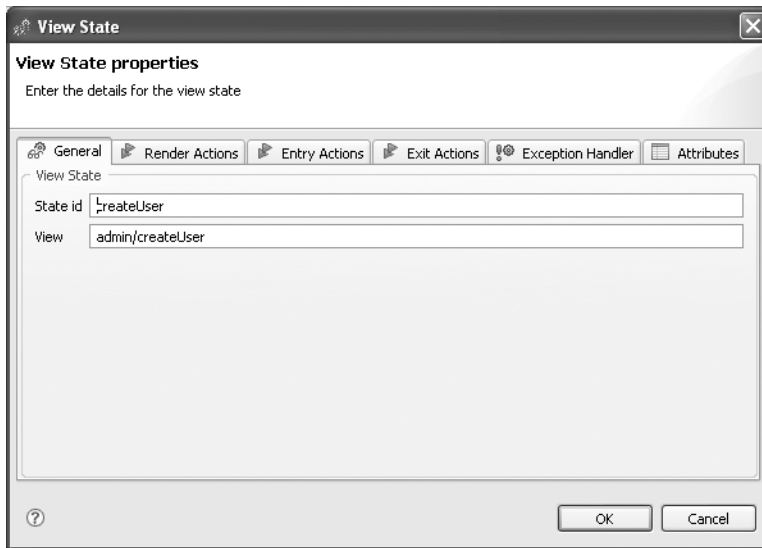 View State
View State properties
Enter the details for the view state
General Render Actions Entry Actions Exit Actions Exception Handler Attributes
View State
State id createUser
View admin/createUser
? OK Cancel